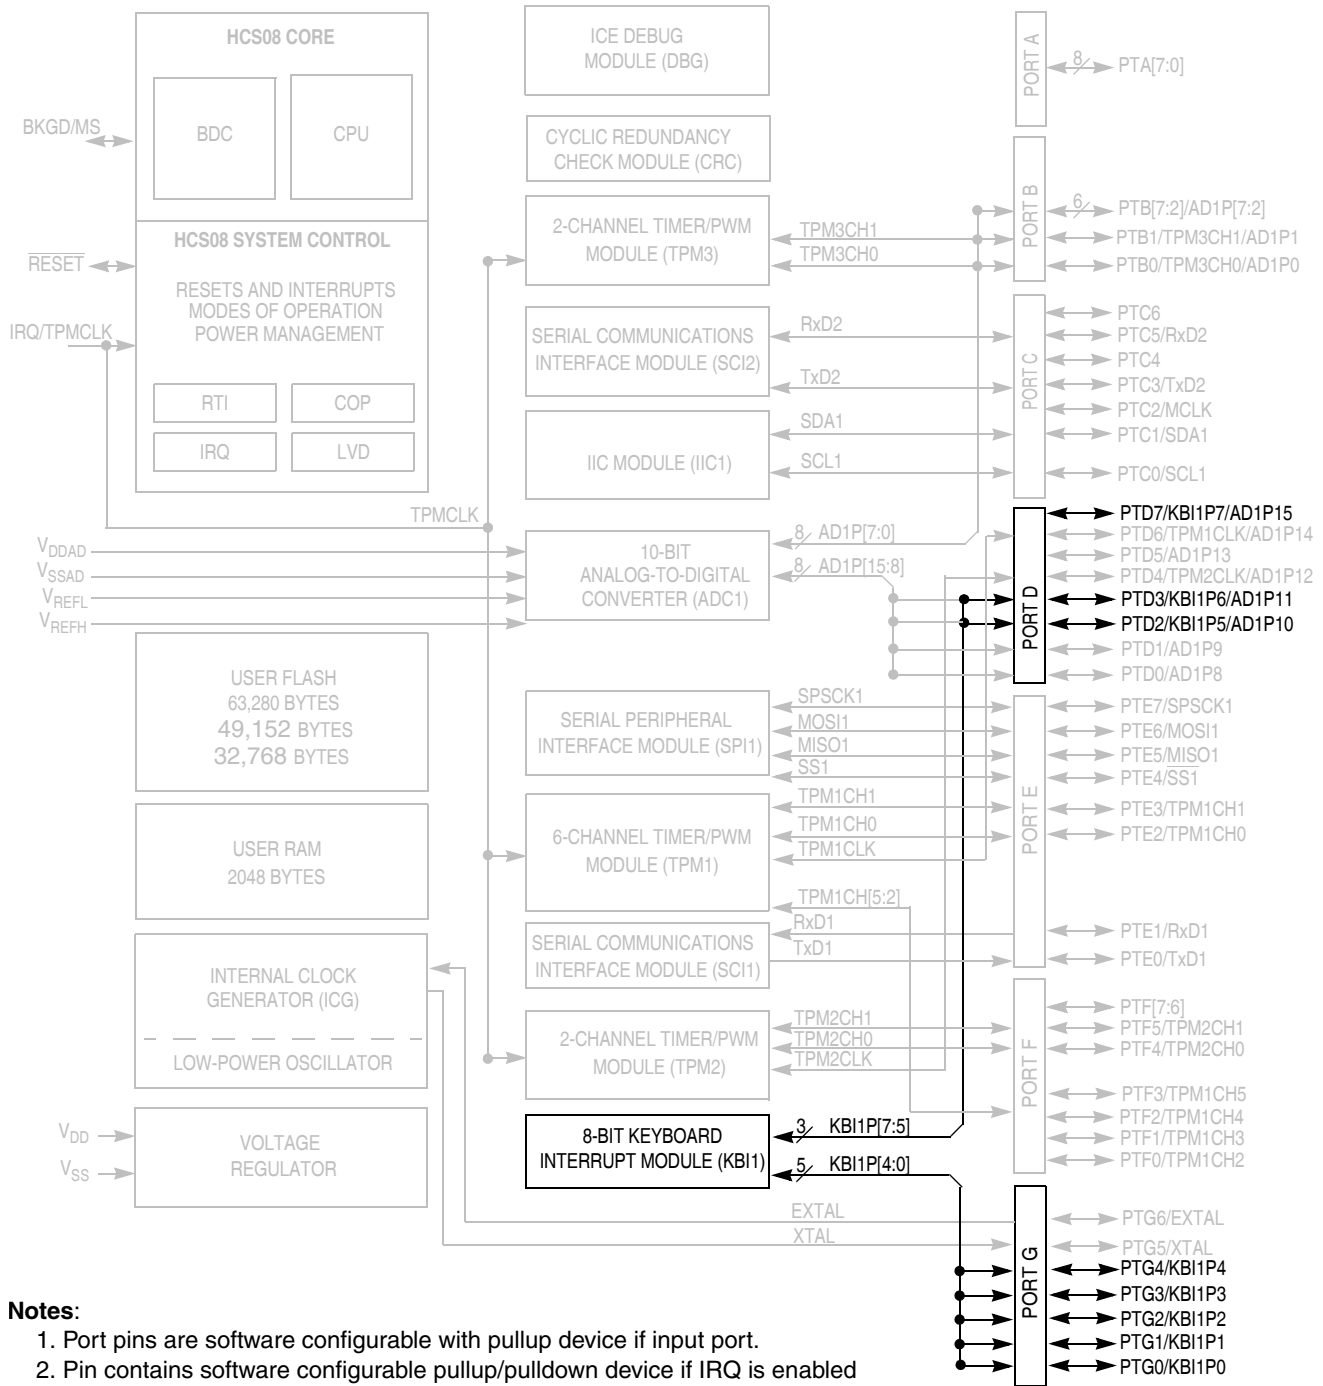 HCS08 CORE
BDC
CPU
BKGD/MS
HCS08 SYSTEM CONTROL
RESET
RESETS AND INTERRUPTS
MODES OF OPERATION
POWER MANAGEMENT
IRQ/TPMCLK
RTI
COP
IRQ
LVD
TPMCLK
VDDAD
VSSAD
VREFL
VREFH
USER FLASH
63,280 BYTES
49,152 BYTES
32,768 BYTES
USER RAM
2048 BYTES
INTERNAL CLOCK
GENERATOR (ICG)
LOW-POWER OSCILLATOR
VDD
VSS
VOLTAGE
REGULATOR
ICE DEBUG
MODULE (DBG)
CYCLIC REDUNDANCY
CHECK MODULE (CRC)
2-CHANNEL TIMER/PWM
MODULE (TPM3)
TPM3CH1
TPM3CH0
SERIAL COMMUNICATIONS
INTERFACE MODULE (SCI2)
RxD2
TxD2
IIC MODULE (IIC1)
SDA1
SCL1
10-BIT
ANALOG-TO-DIGITAL
CONVERTER (ADC1)
8 AD1P[7:0]
8 AD1P[15:8]
SERIAL PERIPHERAL
INTERFACE MODULE (SPI1)
SPSCK1
MOSI1
MISO1
SS1
6-CHANNEL TIMER/PWM
MODULE (TPM1)
TPM1CH1
TPM1CH0
TPM1CLK
TPM1CH[5:2]
SERIAL COMMUNICATIONS
INTERFACE MODULE (SCI1)
RxD1
TxD1
2-CHANNEL TIMER/PWM
MODULE (TPM2)
TPM2CH1
TPM2CH0
TPM2CLK
8-BIT KEYBOARD
INTERRUPT MODULE (KBI1)
3 KBI1P[7:5]
5 KBI1P[4:0]
EXTAL
XTAL
PORT A
8 PTA[7:0]
PORT B
6 PTB[7:2]/AD1P[7:2]
PTB1/TPM3CH1/AD1P1
PTB0/TPM3CH0/AD1P0
PORT C
PTC6
PTC5/RxD2
PTC4
PTC3/TxD2
PTC2/MCLK
PTC1/SDA1
PTC0/SCL1
PORT D
PTD7/KBI1P7/AD1P15
PTD6/TPM1CLK/AD1P14
PTD5/AD1P13
PTD4/TPM2CLK/AD1P12
PTD3/KBI1P6/AD1P11
PTD2/KBI1P5/AD1P10
PTD1/AD1P9
PTD0/AD1P8
PORT E
PTE7/SPSCK1
PTE6/MOSI1
PTE5/MISO1
PTE4/SS1
PTE3/TPM1CH1
PTE2/TPM1CH0
PTE1/RxD1
PTE0/TxD1
PORT F
PTF[7:6]
PTF5/TPM2CH1
PTF4/TPM2CH0
PTF3/TPM1CH5
PTF2/TPM1CH4
PTF1/TPM1CH3
PTF0/TPM1CH2
PORT G
PTG6/EXTAL
PTG5/XTAL
PTG4/KBI1P4
PTG3/KBI1P3
PTG2/KBI1P2
PTG1/KBI1P1
PTG0/KBI1P0
Notes:
1. Port pins are software configurable with pullup device if input port.
2. Pin contains software configurable pullup/pulldown device if IRQ is enabled